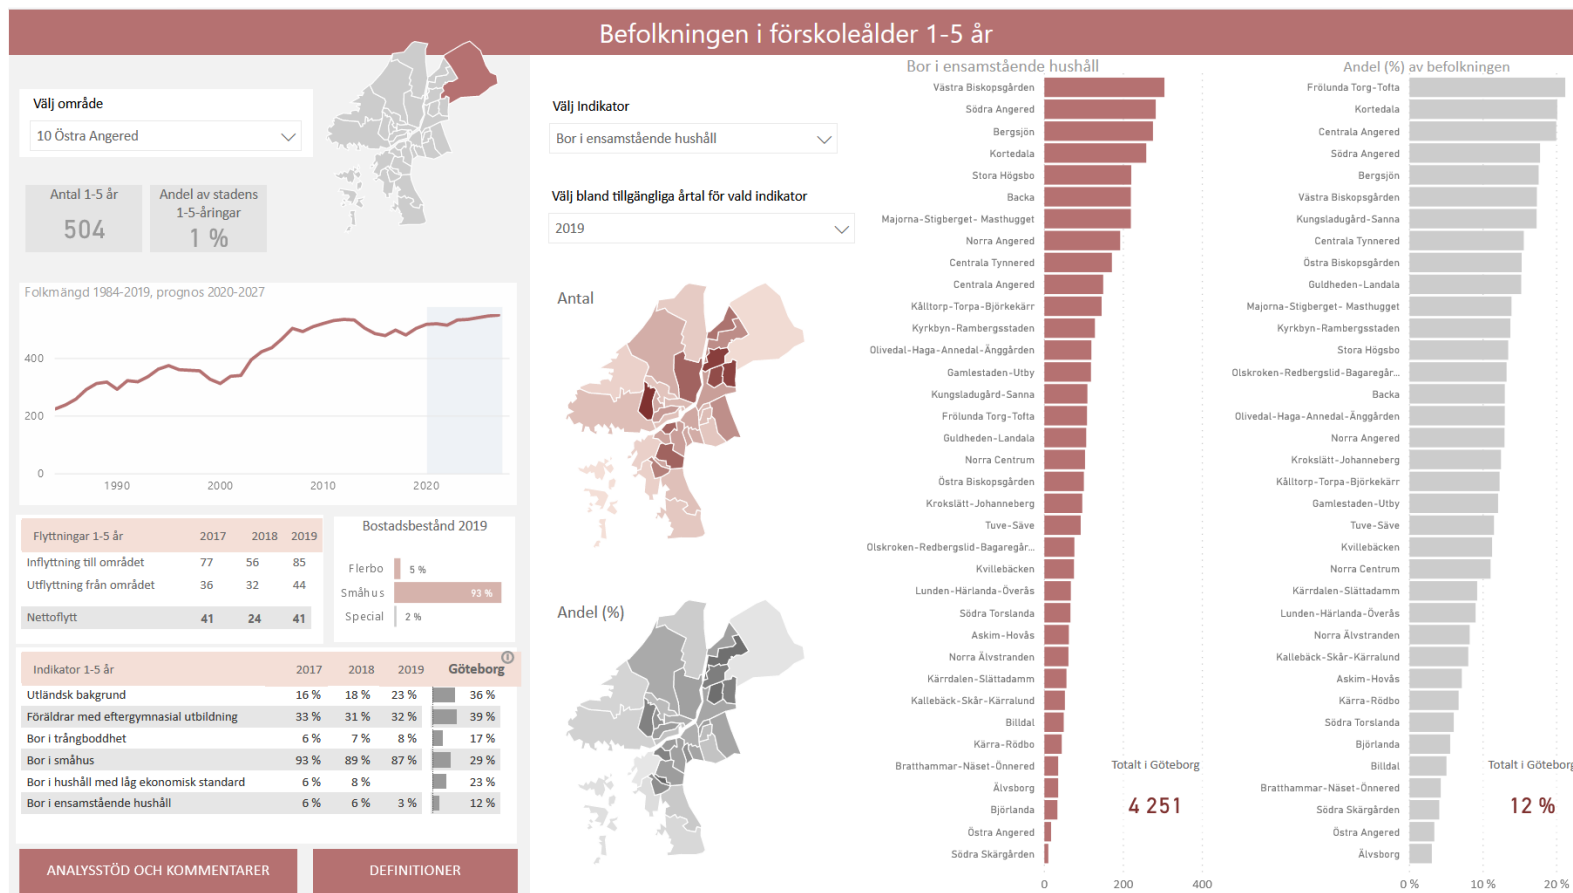 Befolkningen i förskoleålder 1-5 år
Välj område
10 Östra Angered
Antal 1-5 år
504
Andel av stadens
1-5-åringar
1 %
Folkmängd 1984-2019, prognos 2020-2027
400
200
0
1990
2000
2010
2020
Flyttningar 1-5 år 2017 2018 2019
Inflyttning till området 77 56 85
Utflyttning från området 36 32 44
Nettoflytt 41 24 41
Bostadsbestånd 2019
Flerbo 5 %
Småhus 93 %
Special 2 %
Indikator 1-5 år 2017 2018 2019 Göteborg
Utländsk bakgrund 16 % 18 % 23 % 36 %
Föräldrar med eftergymnasial utbildning 33 % 31 % 32 % 39 %
Bor i trångboddhet 6 % 7 % 8 % 17 %
Bor i småhus 93 % 89 % 87 % 29 %
Bor i hushåll med låg ekonomisk standard 6 % 8 % 23 %
Bor i ensamstående hushåll 6 % 6 % 3 % 12 %
ANALYSSTÖD OCH KOMMENTARER
DEFINITIONER
Välj Indikator
Bor i ensamstående hushåll
Välj bland tillgängliga årtal för vald indikator
2019
Antal
Andel (%)
Bor i ensamstående hushåll
Västra Biskopsgården
Södra Angered
Bergsjön
Kortedala
Stora Högsbo
Backa
Majorna-Stigberget- Masthugget
Norra Angered
Centrala Tynnered
Centrala Angered
Kålltorp-Torpa-Björkekärr
Kyrkbyn-Rambergsstaden
Olivedal-Haga-Annedal-Änggården
Gamlestaden-Utby
Kungsladugård-Sanna
Frölunda Torg-Tofta
Guldheden-Landala
Norra Centrum
Östra Biskopsgården
Krokslätt-Johanneberg
Tuve-Säve
Olskroken-Redbergslid-Bagaregår...
Kvillebäcken
Lunden-Härlanda-Överås
Södra Torslanda
Askim-Hovås
Norra Älvstranden
Kärrdalen-Slättadamm
Kallebäck-Skår-Kärralund
Billdal
Kärra-Rödbo
Bratthammar-Näset-Önnered
Älvsborg
Björlanda
Östra Angered
Södra Skärgården
0
200
400
Totalt i Göteborg
4 251
Andel (%) av befolkningen
Frölunda Torg-Tofta
Kortedala
Centrala Angered
Södra Angered
Bergsjön
Västra Biskopsgården
Kungsladugård-Sanna
Centrala Tynnered
Östra Biskopsgården
Guldheden-Landala
Majorna-Stigberget- Masthugget
Kyrkbyn-Rambergsstaden
Stora Högsbo
Olskroken-Redbergslid-Bagaregår...
Backa
Olivedal-Haga-Annedal-Änggården
Norra Angered
Krokslätt-Johanneberg
Kålltorp-Torpa-Björkekärr
Gamlestaden-Utby
Tuve-Säve
Kvillebäcken
Norra Centrum
Kärrdalen-Slättadamm
Lunden-Härlanda-Överås
Norra Älvstranden
Kallebäck-Skår-Kärralund
Askim-Hovås
Kärra-Rödbo
Södra Torslanda
Björlanda
Billdal
Bratthammar-Näset-Önnered
Södra Skärgården
Östra Angered
Älvsborg
0 %
10 %
20 %
Totalt i Göteborg
12 %